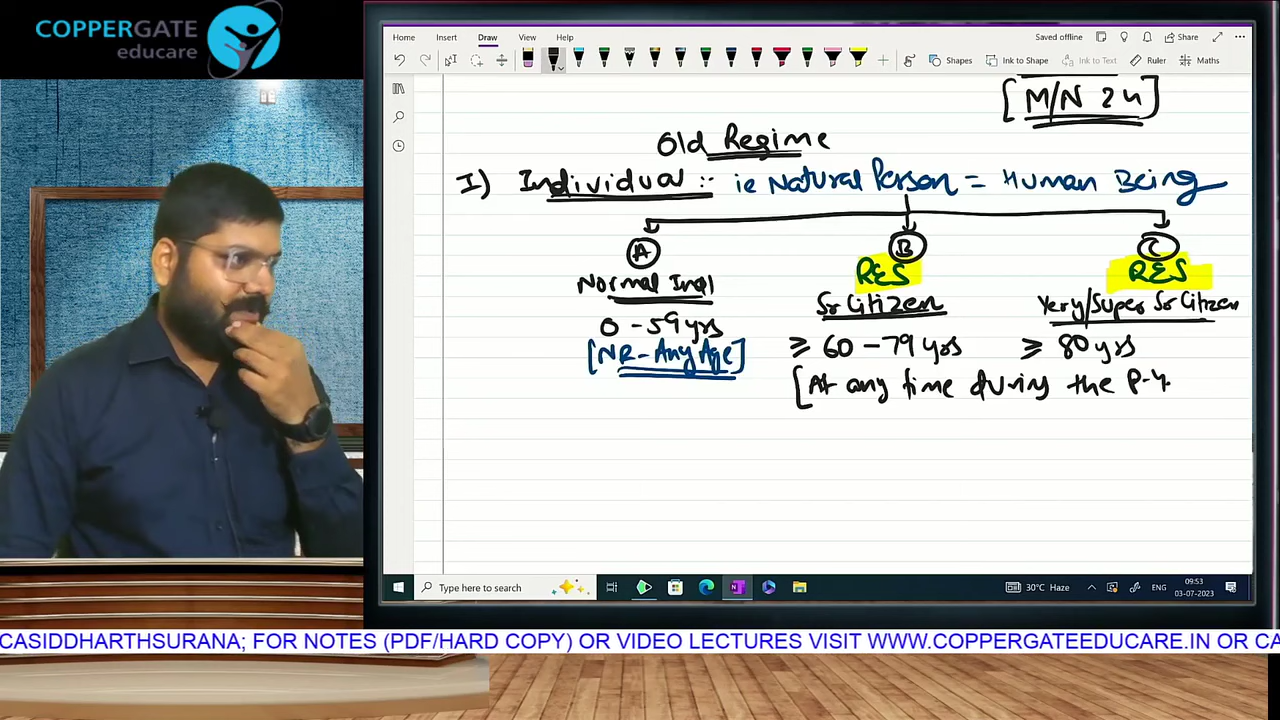 COPPERGATE
educare
Home Insert Draw View Help
Saved offline
Share
Shapes
Ink to Shape
Ink to Text
Ruler
Maths
[M/N 24]
Old Regime
I) Individual :- ie Natural Person = Human Being
A
B
C
RES
RES
Normal Indl
Sr Citizen
Very/Super Sr Citizen
0 - 59 yrs
[NR - Any Age]
≥ 60 - 79 yrs
≥ 80 yrs
[At any time during the P.Y.
Type here to search
30°C Haze
ENG
09:53
03-07-2023
CASIDDHARTHSURANA; FOR NOTES (PDF/HARD COPY) OR VIDEO LECTURES VISIT WWW.COPPERGATEEDUCARE.IN OR CA